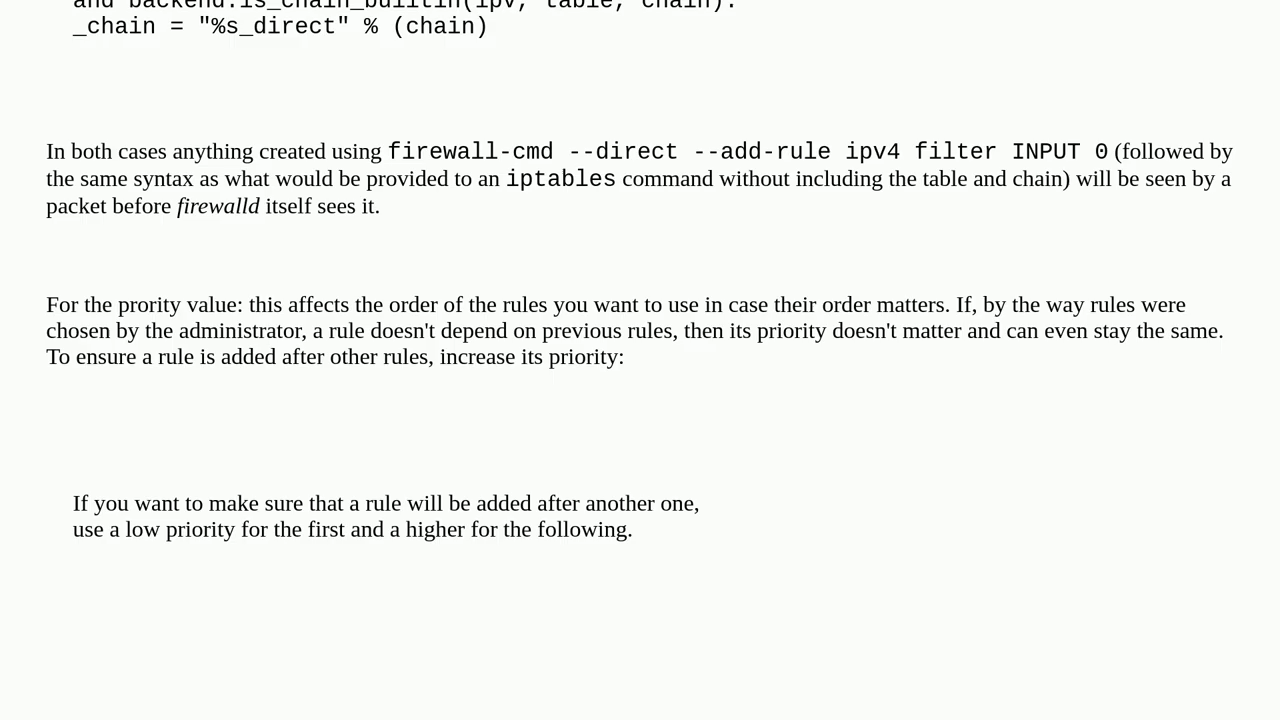 and backend.is_chain_builtin(ipv, table, chain):
_chain = "%s_direct" % (chain)
In both cases anything created using firewall-cmd --direct --add-rule ipv4 filter INPUT 0 (followed by
the same syntax as what would be provided to an iptables command without including the table and chain) will be seen by a
packet before firewalld itself sees it.
For the prority value: this affects the order of the rules you want to use in case their order matters. If, by the way rules were
chosen by the administrator, a rule doesn't depend on previous rules, then its priority doesn't matter and can even stay the same.
To ensure a rule is added after other rules, increase its priority:
If you want to make sure that a rule will be added after another one,
use a low priority for the first and a higher for the following.